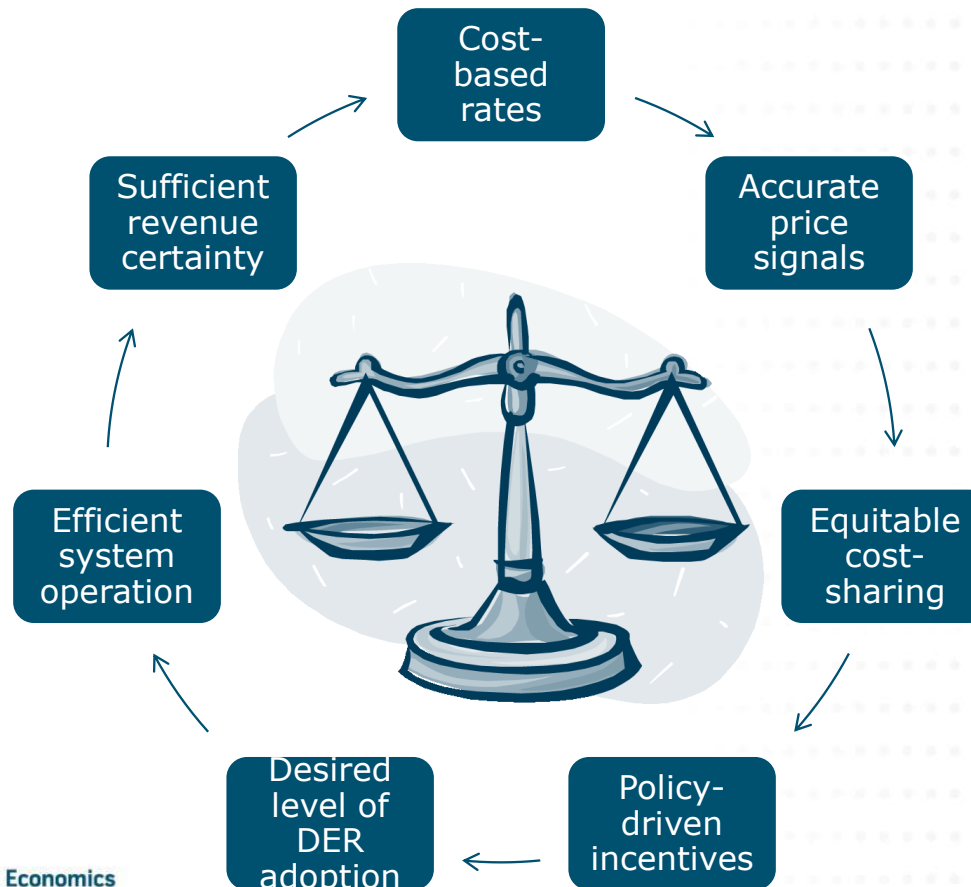 Cost-
based
rates
Accurate
price
signals
Equitable
cost-
sharing
Policy-
driven
incentives
Desired
level of
DER
adoption
Efficient
system
operation
Sufficient
revenue
certainty
Economics